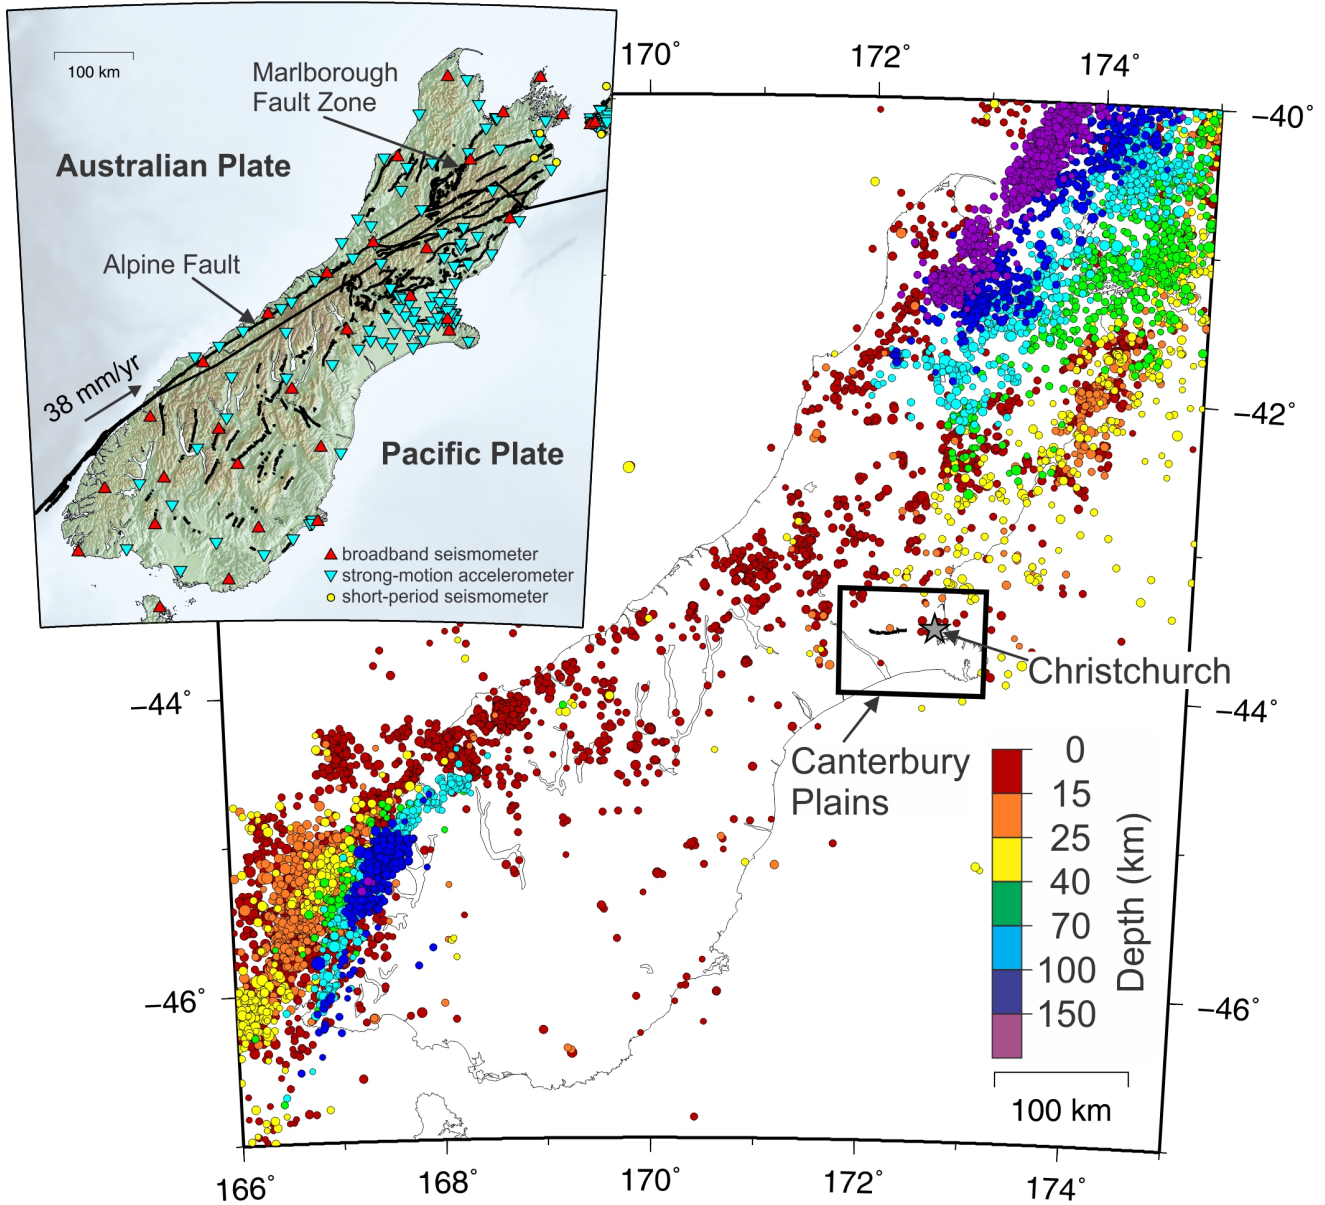 100 km
Marlborough
Fault Zone
Australian Plate
Alpine Fault
38 mm/yr
Pacific Plate
broadband seismometer
strong-motion accelerometer
short-period seismometer
170°
172°
174°
−40°
−42°
−44°
−44°
−46°
−46°
Christchurch
Canterbury
Plains
0
15
25
40
70
100
150
Depth (km)
100 km
166°
168°
170°
172°
174°